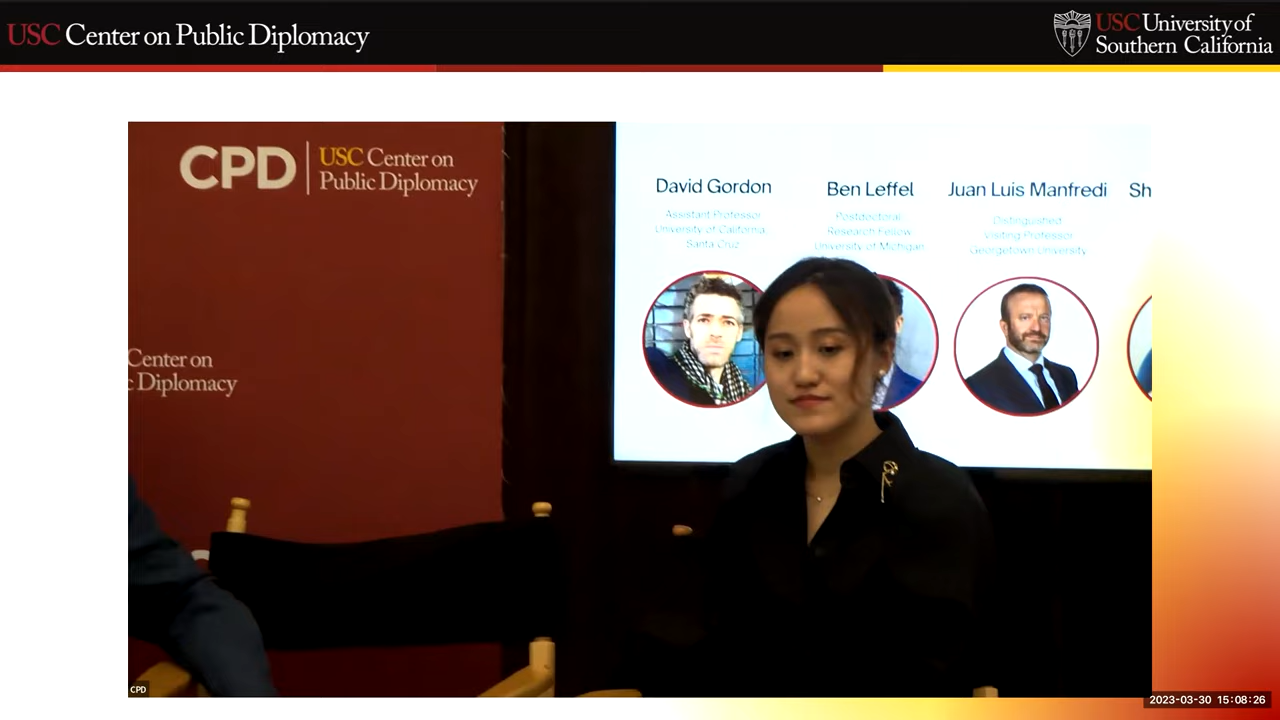 USC Center on Public Diplomacy
USC University of
Southern California
CPD
USC Center on
Public Diplomacy
Center on
Diplomacy
David Gordon
Assistant Professor
University of California
Santa Cruz
Ben Leffel
Postdoctoral
Research Fellow
University of Michigan
Juan Luis Manfredi
Distinguished
Visiting Professor
Georgetown University
Sh
CPD
2023-03-30 15:08:26